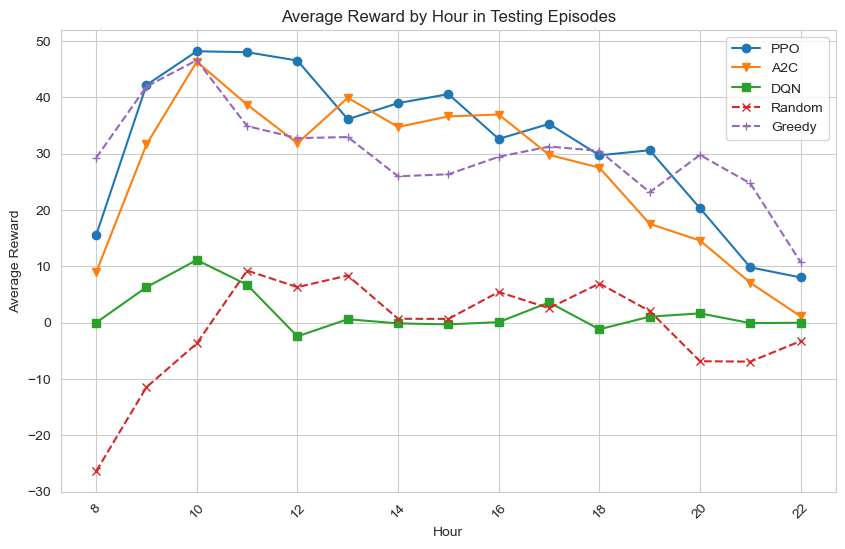 Average Reward by Hour in Testing Episodes
50
40
30
20
10
0
−10
−20
−30
Average Reward
8
10
12
14
16
18
20
22
Hour
PPO
A2C
DQN
Random
Greedy